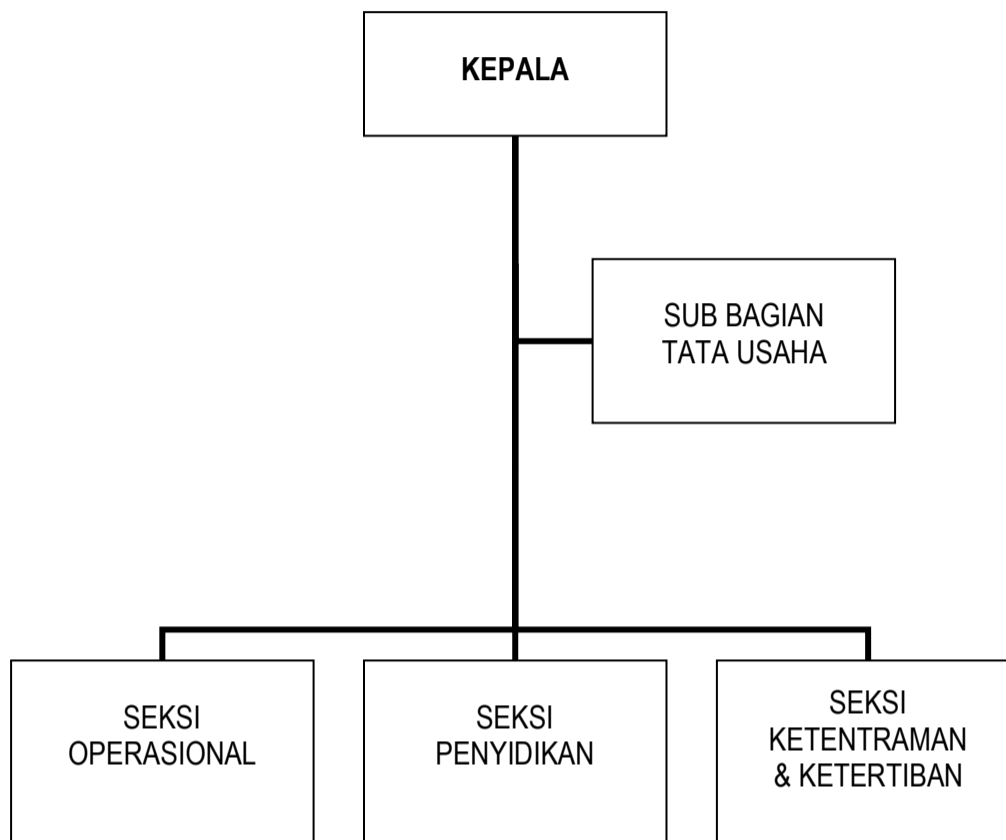 KEPALA
SUB BAGIAN
TATA USAHA
SEKSI
OPERASIONAL
SEKSI
PENYIDIKAN
SEKSI
KETENTRAMAN
& KETERTIBAN